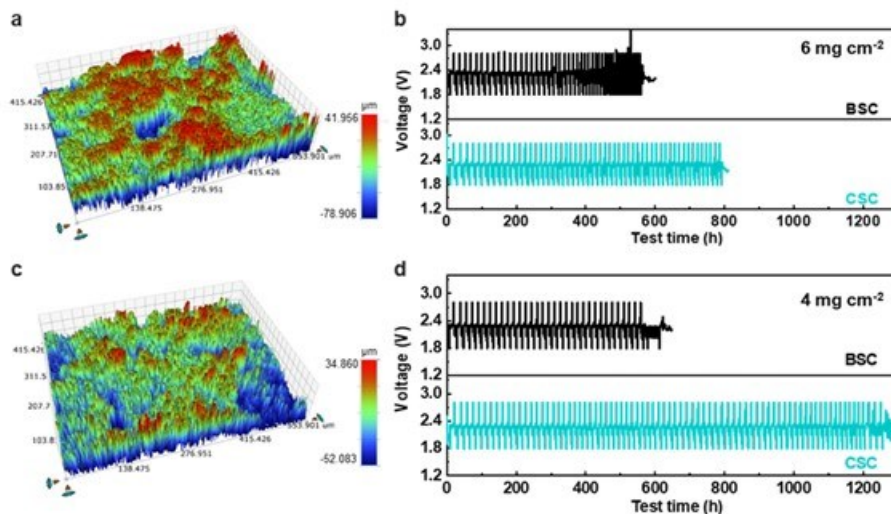 a
415.426
311.57
207.71
103.85
138.475
276.951
415.426
553.901 um
µm
41.956
-78.906
b
3.0
2.4
1.8
1.2
3.0
2.4
1.8
1.2
Voltage (V)
6 mg cm-2
BSC
CSC
0 200 400 600 800 1000 1200
Test time (h)
c
415.426
311.5
207.7
103.8
138.475
276.951
415.426
553.901 um
µm
34.860
-52.083
d
3.0
2.4
1.8
1.2
3.0
2.4
1.8
1.2
Voltage (V)
4 mg cm-2
BSC
CSC
0 200 400 600 800 1000 1200
Test time (h)